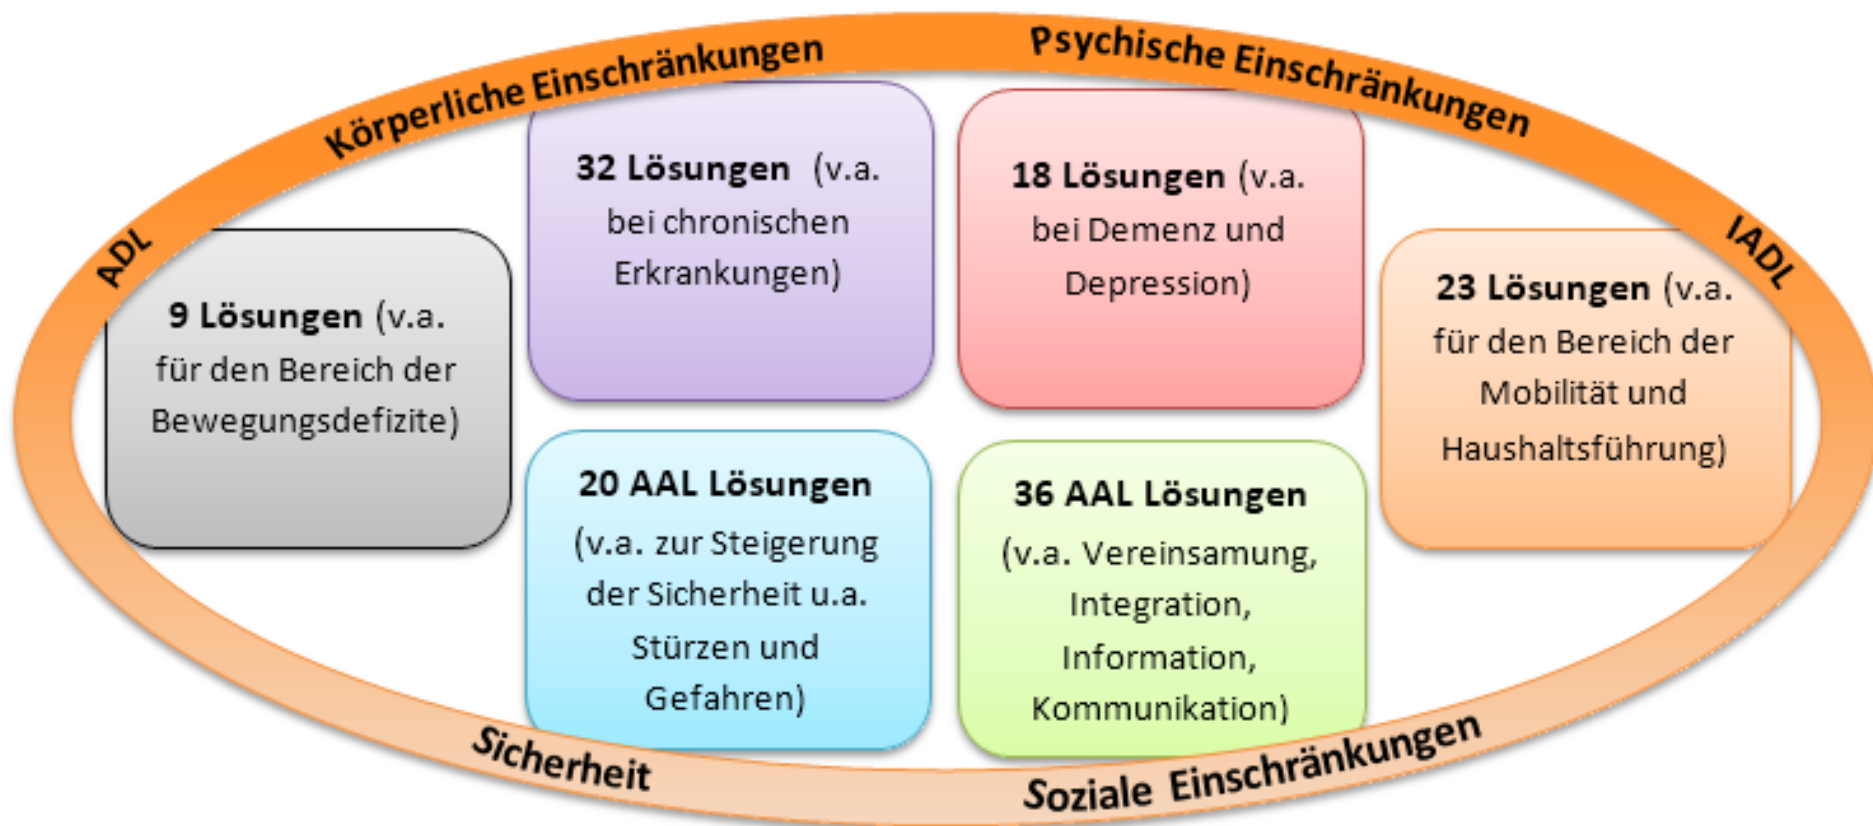 Körperliche Einschränkungen
Psychische Einschränkungen
ADL
IADL
32 Lösungen (v.a.
bei chronischen
Erkrankungen)
18 Lösungen (v.a.
bei Demenz und
Depression)
9 Lösungen (v.a.
für den Bereich der
Bewegungsdefizite)
23 Lösungen (v.a.
für den Bereich der
Mobilität und
Haushaltsführung)
20 AAL Lösungen
(v.a. zur Steigerung
der Sicherheit u.a.
Stürzen und
Gefahren)
36 AAL Lösungen
(v.a. Vereinsamung,
Integration,
Information,
Kommunikation)
Sicherheit
Soziale Einschränkungen